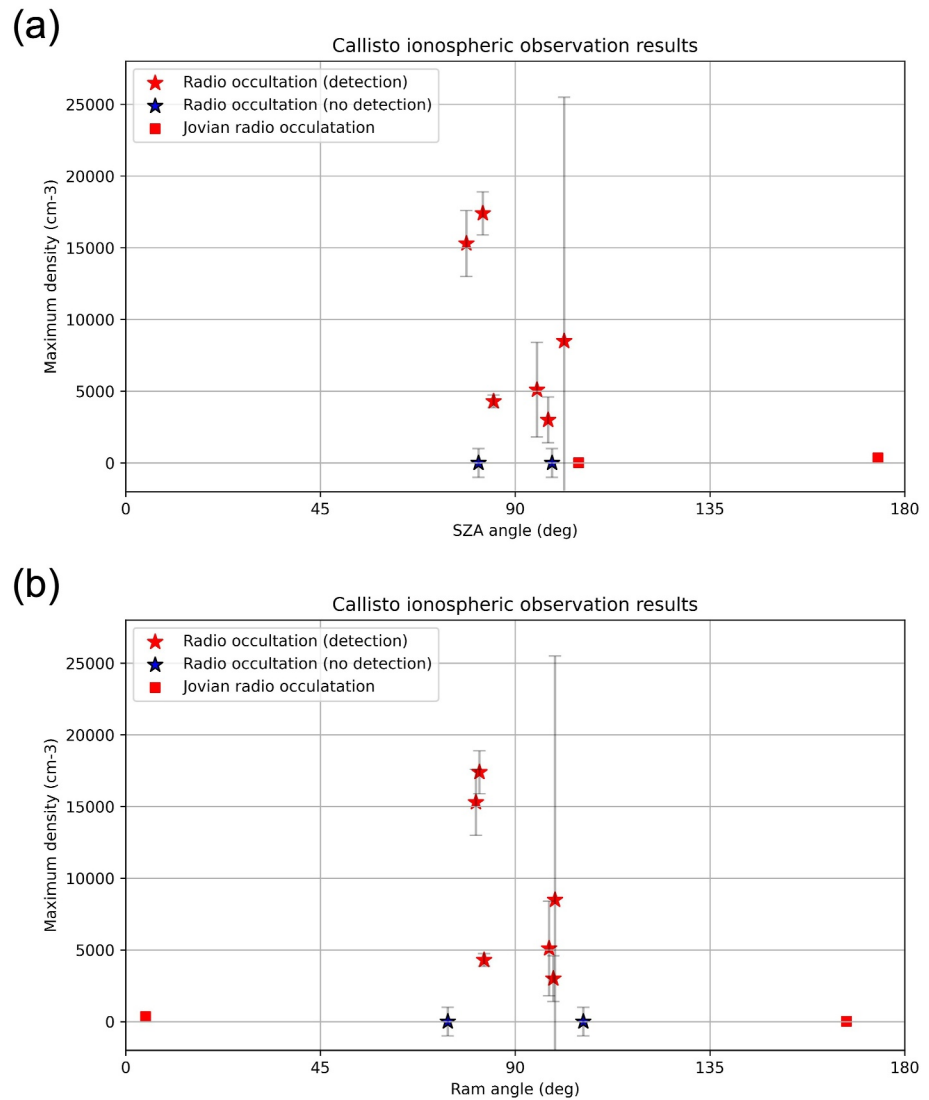 (a)
Callisto ionospheric observation results
Radio occultation (detection)
Radio occultation (no detection)
Jovian radio occulatation
25000
20000
15000
10000
5000
0
Maximum density (cm-3)
0 45 90 135 180
SZA angle (deg)
(b)
Callisto ionospheric observation results
Radio occultation (detection)
Radio occultation (no detection)
Jovian radio occulatation
25000
20000
15000
10000
5000
0
Maximum density (cm-3)
0 45 90 135 180
Ram angle (deg)